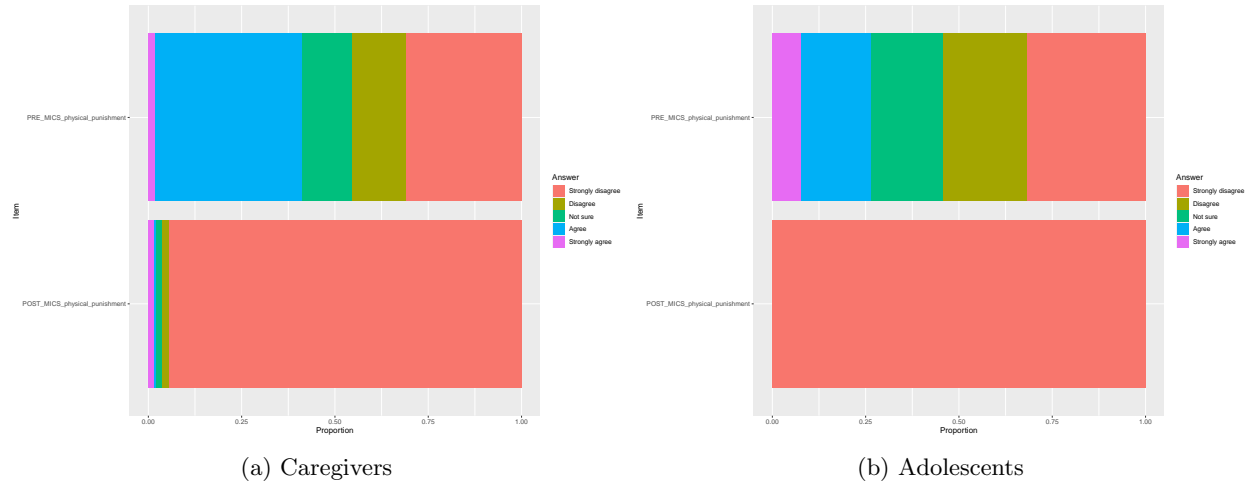 PRE_MICS_physical_punishment
POST_MICS_physical_punishment
Item
0.00 0.25 0.50 0.75 1.00
Proportion
Answer
Strongly disagree
Disagree
Not sure
Agree
Strongly agree
(a) Caregivers
PRE_MICS_physical_punishment
POST_MICS_physical_punishment
Item
0.00 0.25 0.50 0.75 1.00
Proportion
Answer
Strongly disagree
Disagree
Not sure
Agree
Strongly agree
(b) Adolescents